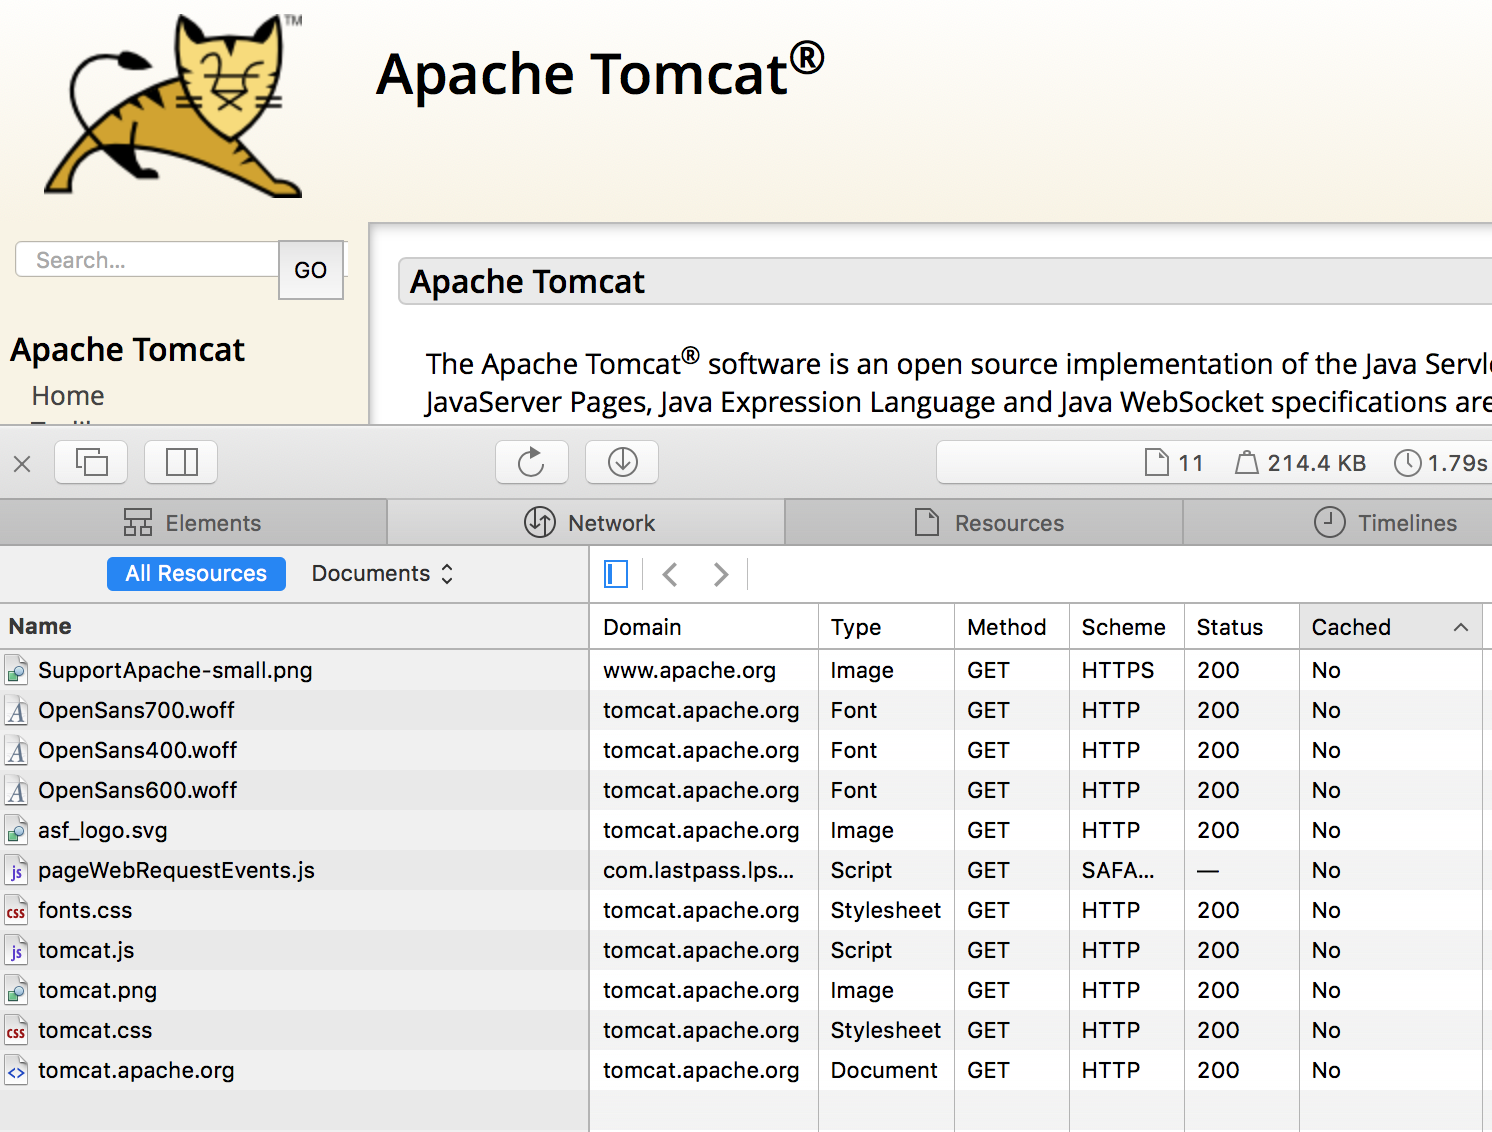 TM
Apache Tomcat®
Search...
GO
Apache Tomcat
Apache Tomcat
The Apache Tomcat® software is an open source implementation of the Java Servl
Home
JavaServer Pages, Java Expression Language and Java WebSocket specifications are
11 214.4 KB 1.79s
Elements Network Resources Timelines
All Resources Documents
Name Domain Type Method Scheme Status Cached
SupportApache-small.png www.apache.org Image GET HTTPS 200 No
OpenSans700.woff tomcat.apache.org Font GET HTTP 200 No
OpenSans400.woff tomcat.apache.org Font GET HTTP 200 No
OpenSans600.woff tomcat.apache.org Font GET HTTP 200 No
asf_logo.svg tomcat.apache.org Image GET HTTP 200 No
js pageWebRequestEvents.js com.lastpass.lps... Script GET SAFA... — No
css fonts.css tomcat.apache.org Stylesheet GET HTTP 200 No
js tomcat.js tomcat.apache.org Script GET HTTP 200 No
tomcat.png tomcat.apache.org Image GET HTTP 200 No
css tomcat.css tomcat.apache.org Stylesheet GET HTTP 200 No
tomcat.apache.org tomcat.apache.org Document GET HTTP 200 No